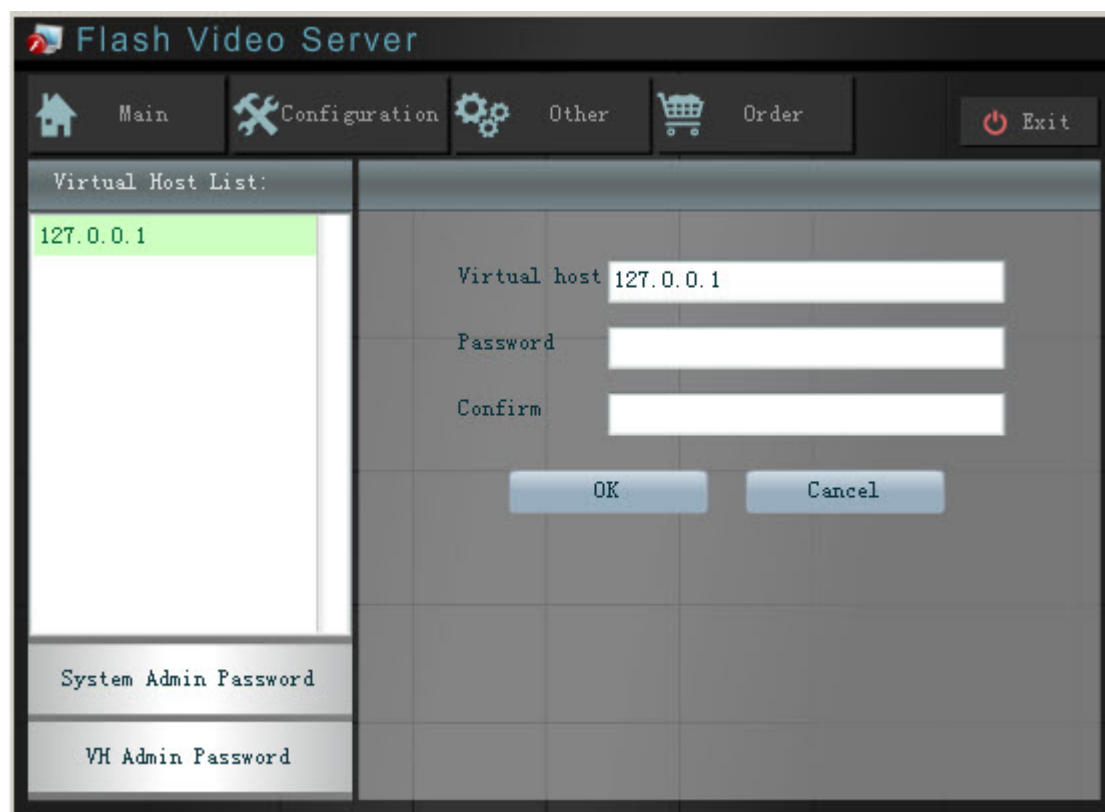 Flash Video Server
Main
Configuration
Other
Order
Exit
Virtual Host List:
127.0.0.1
Virtual host 127.0.0.1
Password
Confirm
OK
Cancel
System Admin Password
VH Admin Password